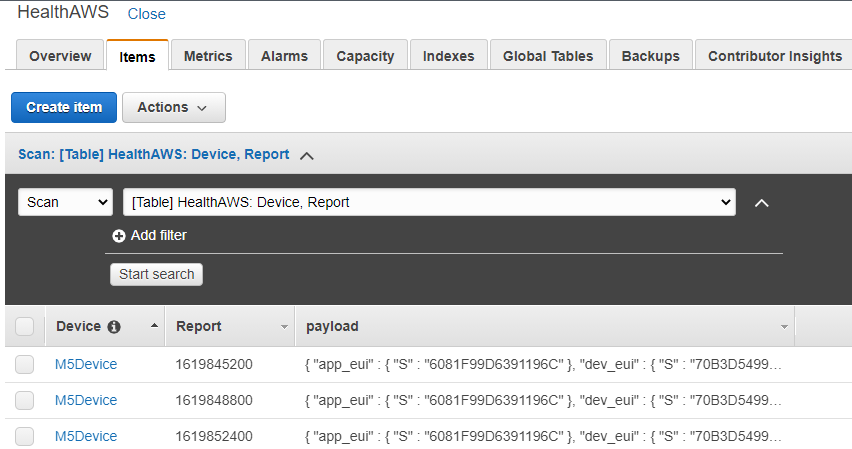 HealthAWS Close
Overview Items Metrics Alarms Capacity Indexes Global Tables Backups Contributor Insights
Create item Actions
Scan: [Table] HealthAWS: Device, Report
Scan [Table] HealthAWS: Device, Report
Add filter
Start search
Device Report payload
M5Device 1619845200 { "app_eui" : { "S" : "6081F99D6391196C" }, "dev_eui" : { "S" : "70B3D5499…
M5Device 1619848800 { "app_eui" : { "S" : "6081F99D6391196C" }, "dev_eui" : { "S" : "70B3D5499…
M5Device 1619852400 { "app_eui" : { "S" : "6081F99D6391196C" }, "dev_eui" : { "S" : "70B3D5499…